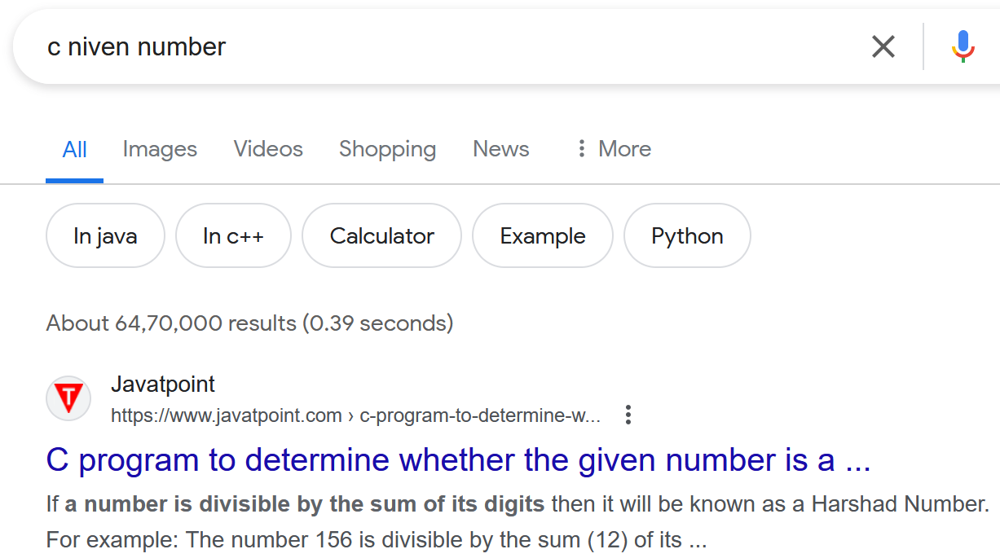 c niven number
All Images Videos Shopping News More
In java In c++ Calculator Example Python
About 64,70,000 results (0.39 seconds)
T
Javatpoint
https://www.javatpoint.com › c-program-to-determine-w...
C program to determine whether the given number is a ...
If a number is divisible by the sum of its digits then it will be known as a Harshad Number.
For example: The number 156 is divisible by the sum (12) of its ...